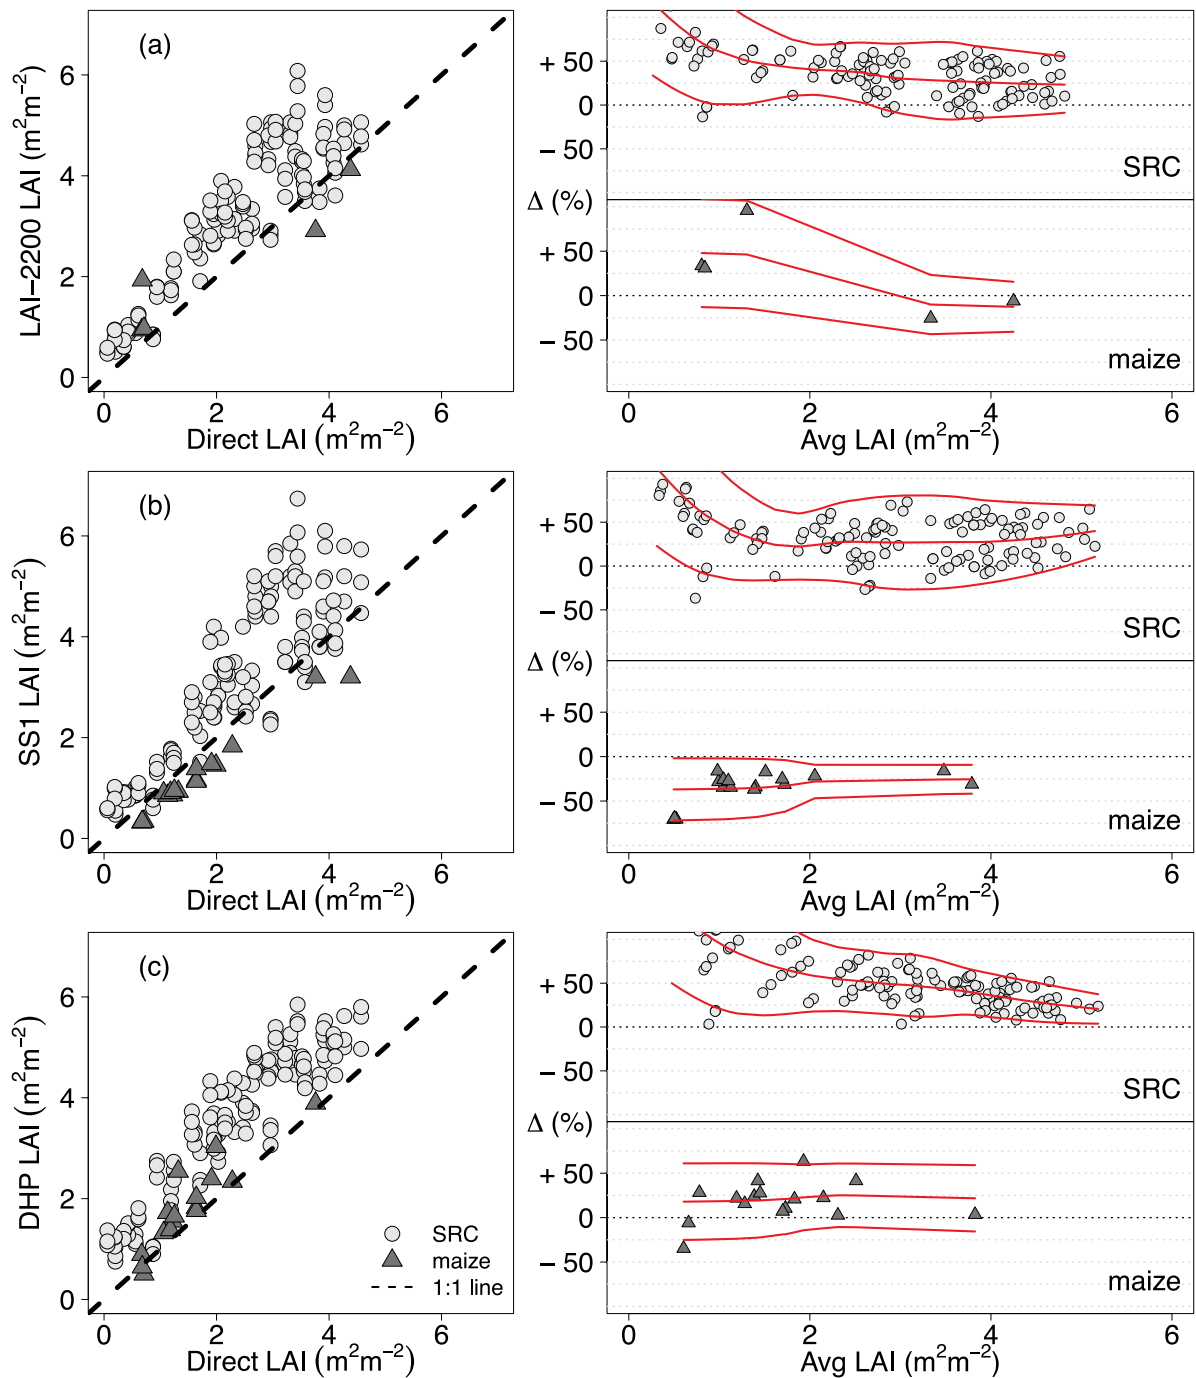 (a)
LAI−2200 LAI (m²m⁻²)
6
4
2
0
0 2 4 6
Direct LAI (m²m⁻²)
+ 50
0
− 50
SRC
Δ (%)
+ 50
0
− 50
maize
0 2 4 6
Avg LAI (m²m⁻²)
(b)
SS1 LAI (m²m⁻²)
6
4
2
0
0 2 4 6
Direct LAI (m²m⁻²)
+ 50
0
− 50
SRC
Δ (%)
+ 50
0
− 50
maize
0 2 4 6
Avg LAI (m²m⁻²)
(c)
DHP LAI (m²m⁻²)
6
4
2
0
SRC
maize
1:1 line
0 2 4 6
Direct LAI (m²m⁻²)
+ 50
0
− 50
SRC
Δ (%)
+ 50
0
− 50
maize
0 2 4 6
Avg LAI (m²m⁻²)